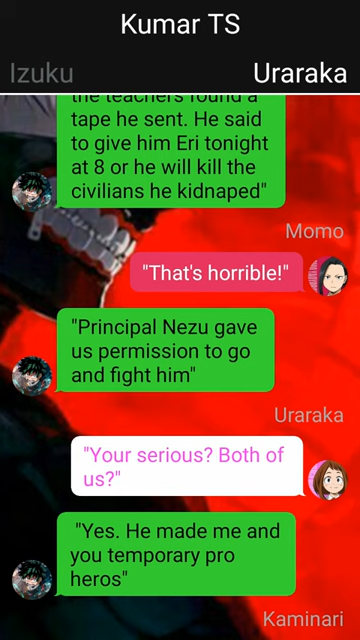 Kumar TS
Izuku
Uraraka
the teachers found a
tape he sent. He said
to give him Eri tonight
at 8 or he will kill the
civilians he kidnaped"
Momo
"That's horrible!"
"Principal Nezu gave
us permission to go
and fight him"
Uraraka
"Your serious? Both of
us?"
"Yes. He made me and
you temporary pro
heros"
Kaminari